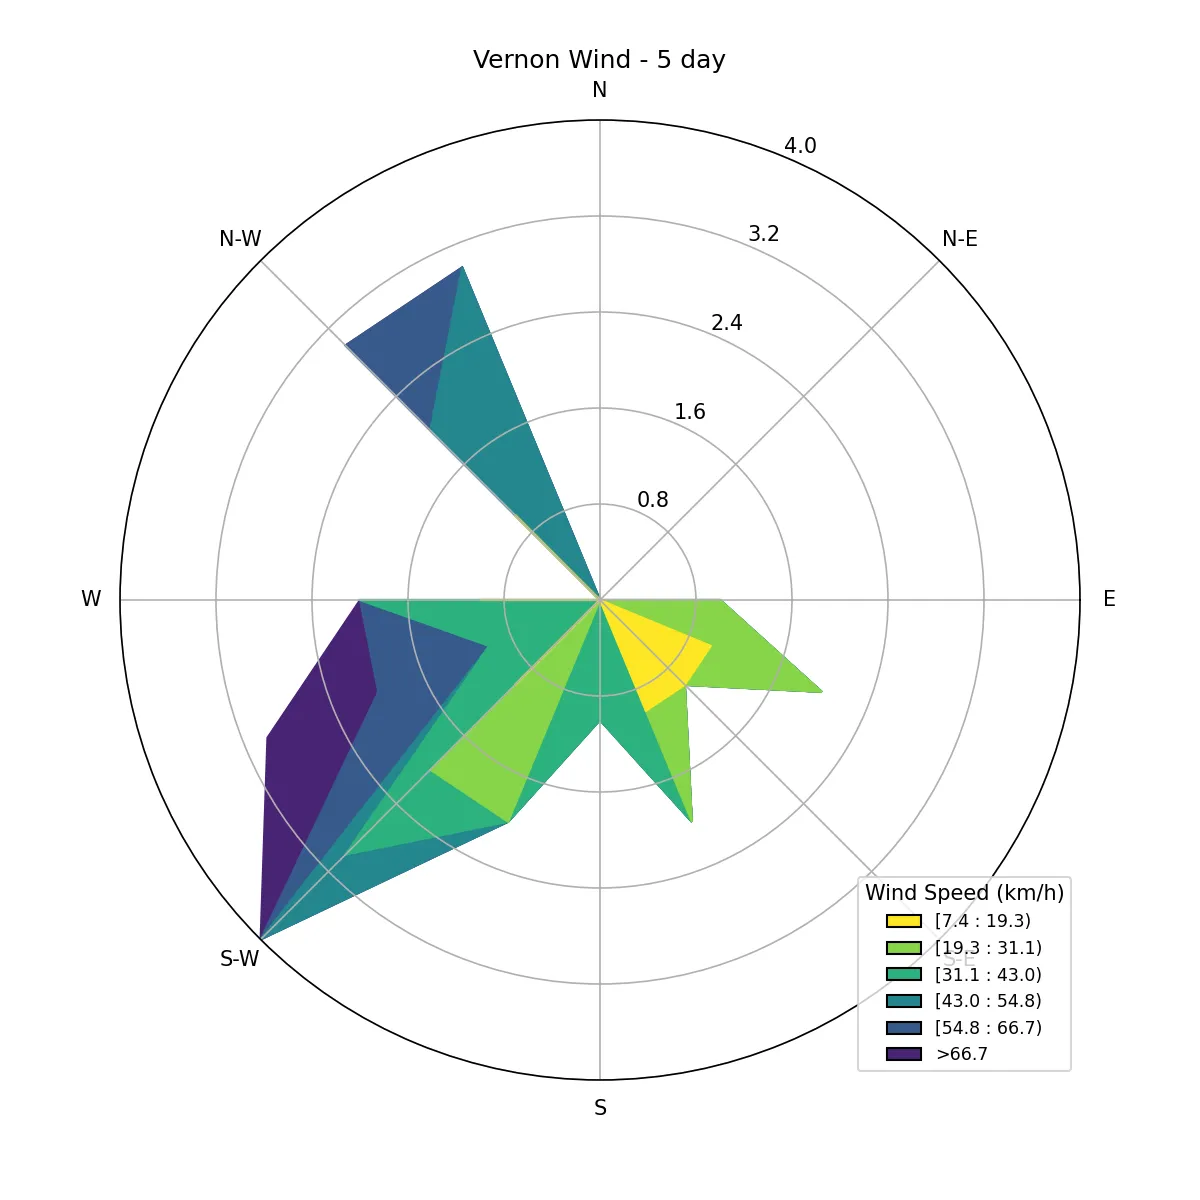 Vernon Wind - 5 day
N
4.0
N-W
3.2
N-E
2.4
1.6
0.8
W
E
Wind Speed (km/h)
[7.4 : 19.3)
[19.3 : 31.1)
S-W
S-E
[31.1 : 43.0)
[43.0 : 54.8)
[54.8 : 66.7)
>66.7
S